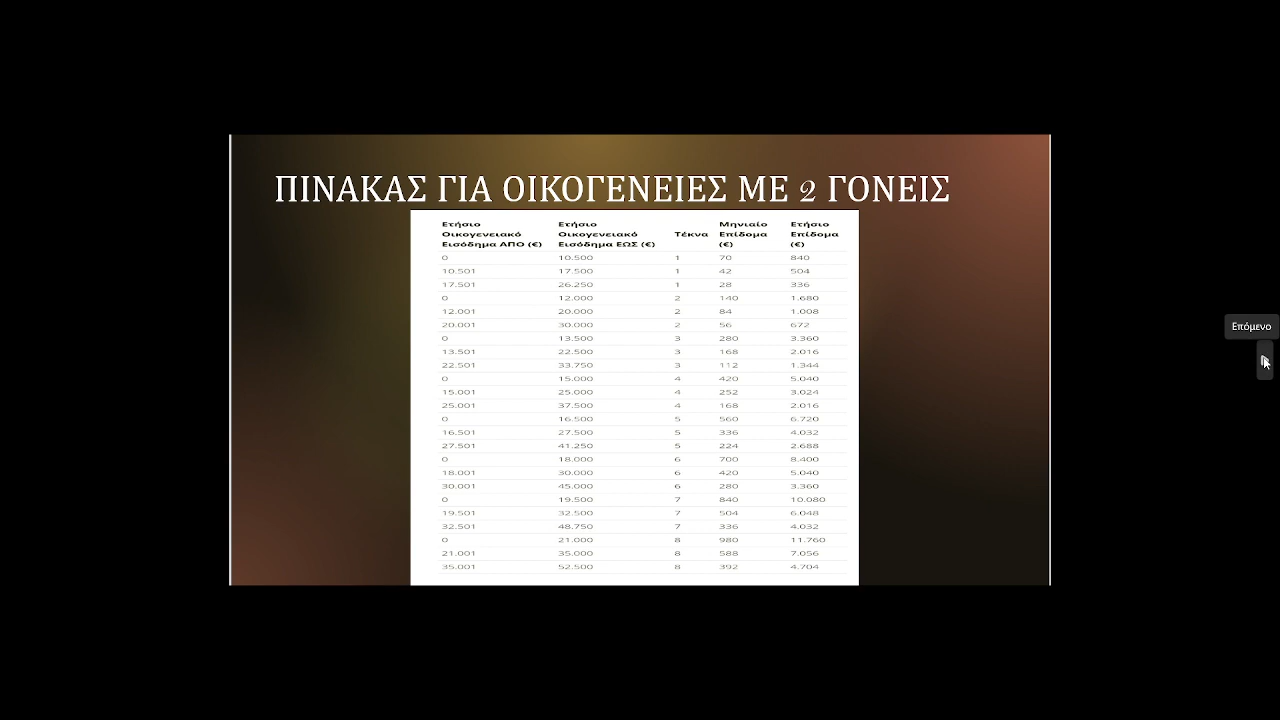 ΠΙΝΑΚΑΣ ΓΙΑ ΟΙΚΟΓΕΝΕΙΕΣ ΜΕ 2 ΓΟΝΕΙΣ
Ετήσιο Οικογενειακό Εισόδημα ΑΠΟ (€) Ετήσιο Οικογενειακό Εισόδημα ΕΩΣ (€) Τέκνα Μηνιαίο Επίδομα (€) Ετήσιο Επίδομα (€)
0 10.500 1 70 840
10.501 17.500 1 42 504
17.501 26.250 1 28 336
0 12.000 2 140 1.680
12.001 20.000 2 84 1.008
20.001 30.000 2 56 672
0 13.500 3 280 3.360
13.501 22.500 3 168 2.016
22.501 33.750 3 112 1.344
0 15.000 4 420 5.040
15.001 25.000 4 252 3.024
25.001 37.500 4 168 2.016
0 16.500 5 560 6.720
16.501 27.500 5 336 4.032
27.501 41.250 5 224 2.688
0 18.000 6 700 8.400
18.001 30.000 6 420 5.040
30.001 45.000 6 280 3.360
0 19.500 7 840 10.080
19.501 32.500 7 504 6.048
32.501 48.750 7 336 4.032
0 21.000 8 980 11.760
21.001 35.000 8 588 7.056
35.001 52.500 8 392 4.704
Επόμενο